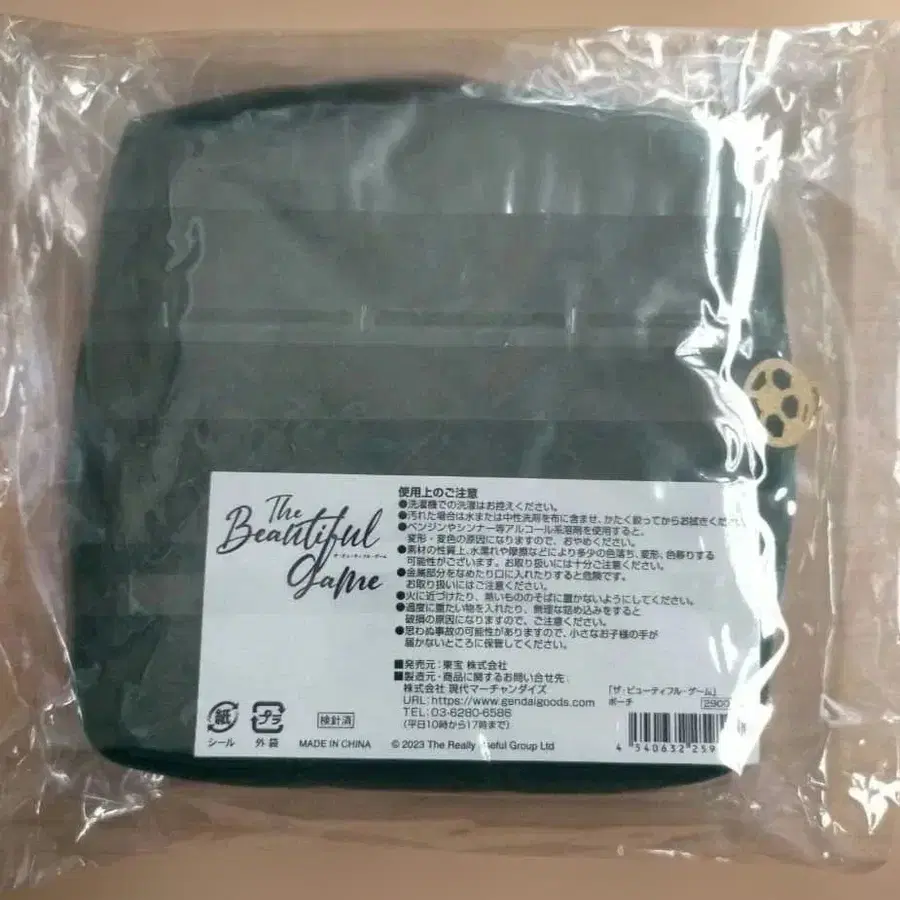 The
Beautiful
ザ・ビューティフル・ゲーム
Game
使用上のご注意
●洗濯機での洗濯はお控えください。
●汚れた場合は水または中性洗剤を布に含ませ、かたく絞ってからお拭きくだ
●ベンジンやシンナー等アルコール系溶剤を使用すると、
変形・変色の原因になりますので、おやめください。
●素材の性質上、水濡れや摩擦などにより多少の色落ち、変形、色移りする
可能性がございます。お取り扱いには十分ご注意ください。
●金属部分をなめたり口に入れたりすると危険です。
お取り扱いにはご注意ください。
●火に近づけたり、熱いもののそばに置かないようにしてください。
●過度に重たい物を入れたり、無理な詰め込みをすると
破損の原因になりますので、ご注意ください。
●思わぬ事故の可能性がありますので、小さなお子様の手が
届かないところに保管してください。
■発売元：東宝 株式会社
■製造元・商品に関するお問い合せ先：
株式会社 現代マーチャンダイズ
URL:https://www.gendaigoods.com
TEL:03-6280-6586
(平日10時から17時まで)
「ザ・ビューティフル・ゲーム」
ポーチ 2900
4 540632 259
紙 プラ 検針済
シール 外袋 MADE IN CHINA © 2023 The Really Useful Group Ltd